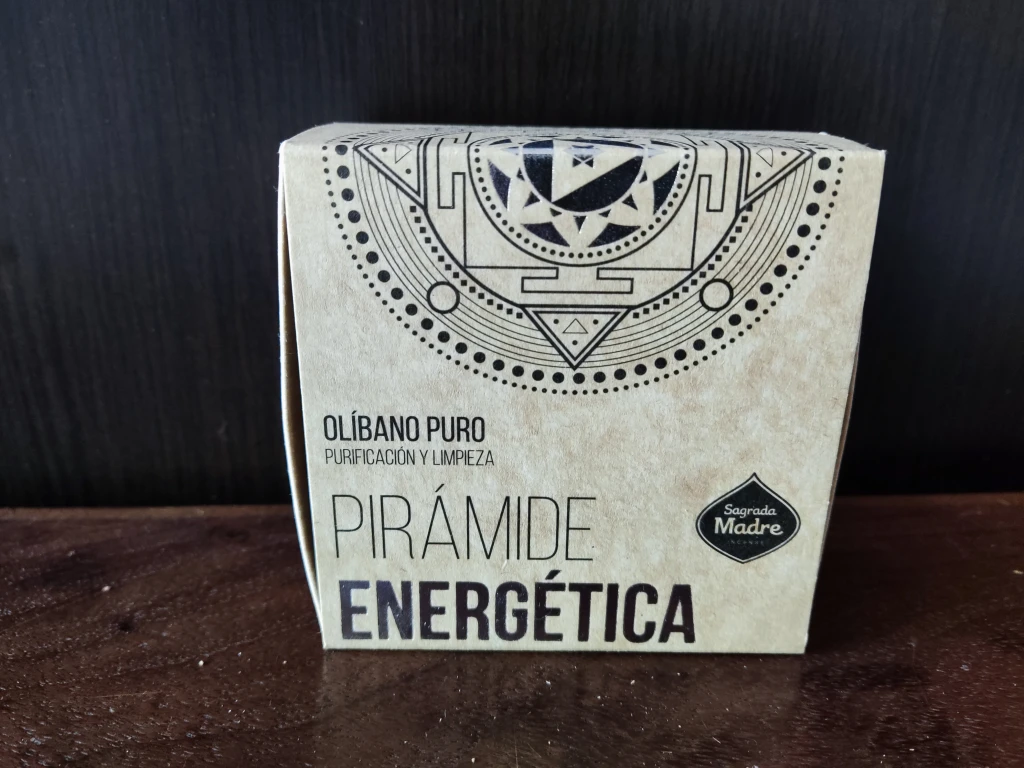 OLÍBANO PURO
PURIFICACIÓN Y LIMPIEZA
PIRÁMIDE
ENERGÉTICA
Sagrada
Madre